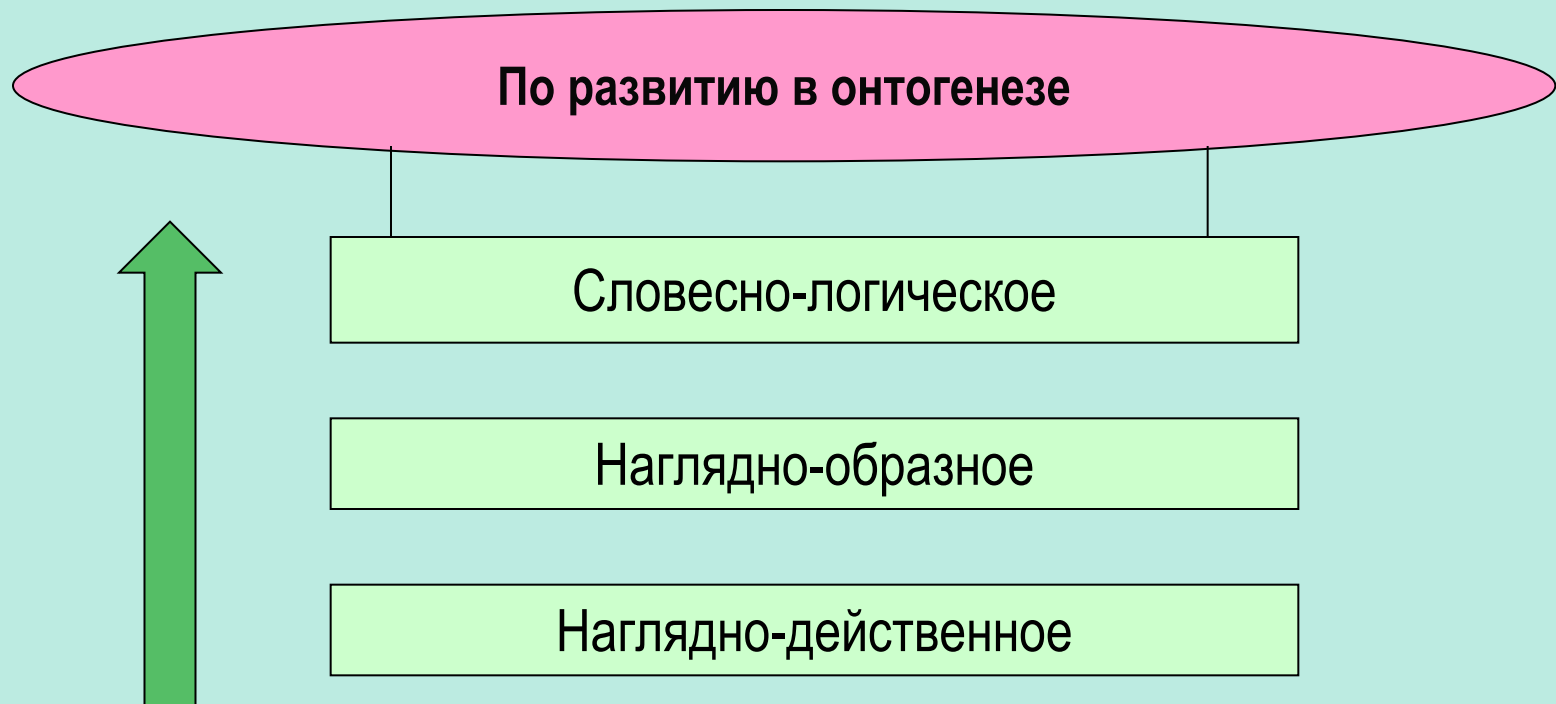 По развитию в онтогенезе
Словесно-логическое
Наглядно-образное
Наглядно-действенное